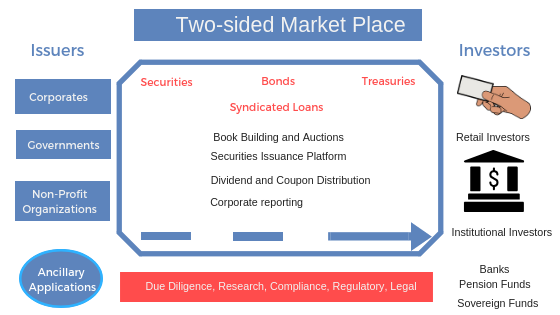 Two-sided Market Place
Issuers
Investors
Corporates
Governments
Non-Profit
Organizations
Ancillary
Applications
Securities
Bonds
Treasuries
Syndicated Loans
Book Building and Auctions
Securities Issuance Platform
Dividend and Coupon Distribution
Corporate reporting
Due Diligence, Research, Compliance, Regulatory, Legal
Retail Investors
$
Institutional Investors
Banks
Pension Funds
Sovereign Funds